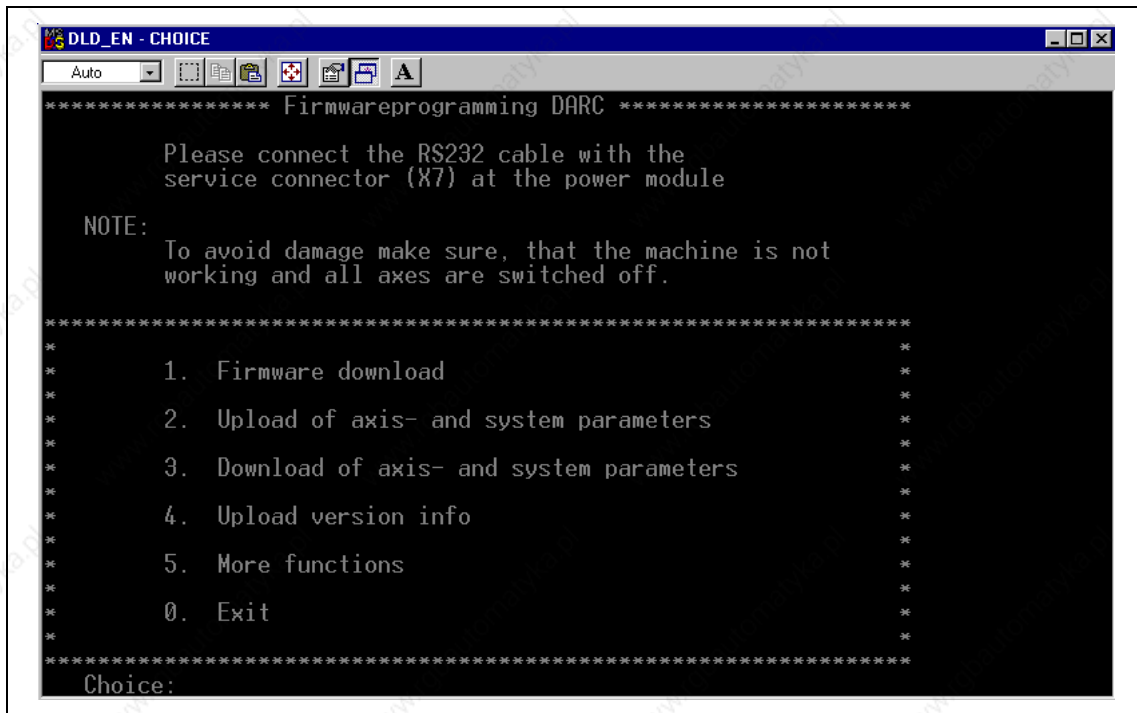 DLD_EN - CHOICE
Auto
A
****************** Firmwareprogramming DARC **********************
Please connect the RS232 cable with the
service connector (X7) at the power module
NOTE:
To avoid damage make sure, that the machine is not
working and all axes are switched off.
*****************************************************************
* *
* 1. Firmware download *
* *
* 2. Upload of axis- and system parameters *
* *
* 3. Download of axis- and system parameters *
* *
* 4. Upload version info *
* *
* 5. More functions *
* *
* 0. Exit *
* *
*****************************************************************
Choice: